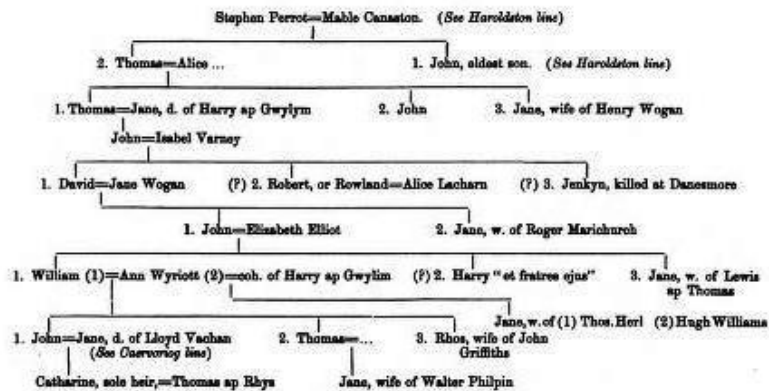 Stephen Perrot=Mable Canaston. (See Haroldston line)
2. Thomas=Alice ... 1. John, eldest son. (See Haroldston line)
1. Thomas=Jane, d. of Harry ap Gwylym 2. John 3. Jane, wife of Henry Wogan
John=Isabel Varney
1. David=Jane Wogan (?) 2. Robert, or Rowland=Alice Lacharn (?) 3. Jenkyn, killed at Danesmore
1. John=Elizabeth Elliot 2. Jane, w. of Roger Marichurch
1. William (1)=Ann Wyriott (2)=coh. of Harry ap Gwylim (?) 2. Harry "et fratres ejus" 3. Jane, w. of Lewis
ap Thomas
Jane, w. of (1) Thos. Herl (2) Hugh Williams
1. John=Jane, d. of Lloyd Vachan 2. Thomas=... 3. Rhos, wife of John
(See Caervoriog line) Griffiths
Catharine, sole heir,=Thomas ap Rhys Jane, wife of Walter Philpin